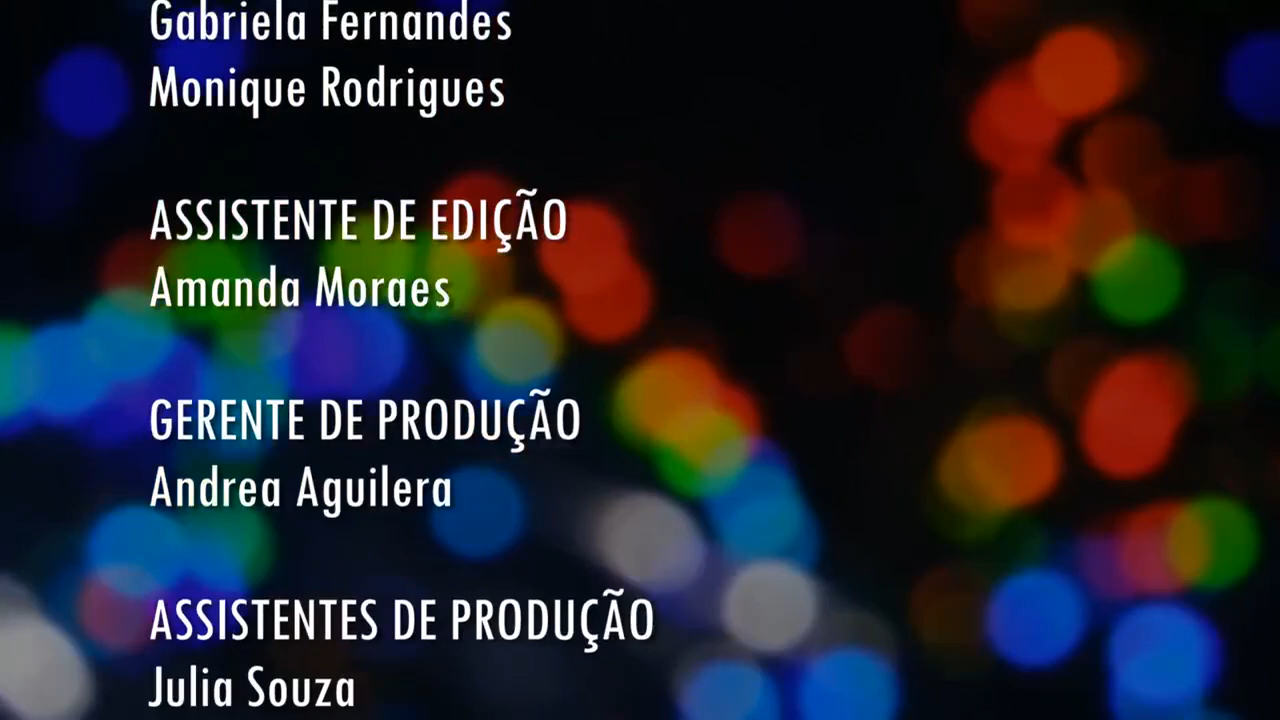 Gabriela Fernandes
Monique Rodrigues
ASSISTENTE DE EDIÇÃO
Amanda Moraes
GERENTE DE PRODUÇÃO
Andrea Aguilera
ASSISTENTES DE PRODUÇÃO
Julia Souza